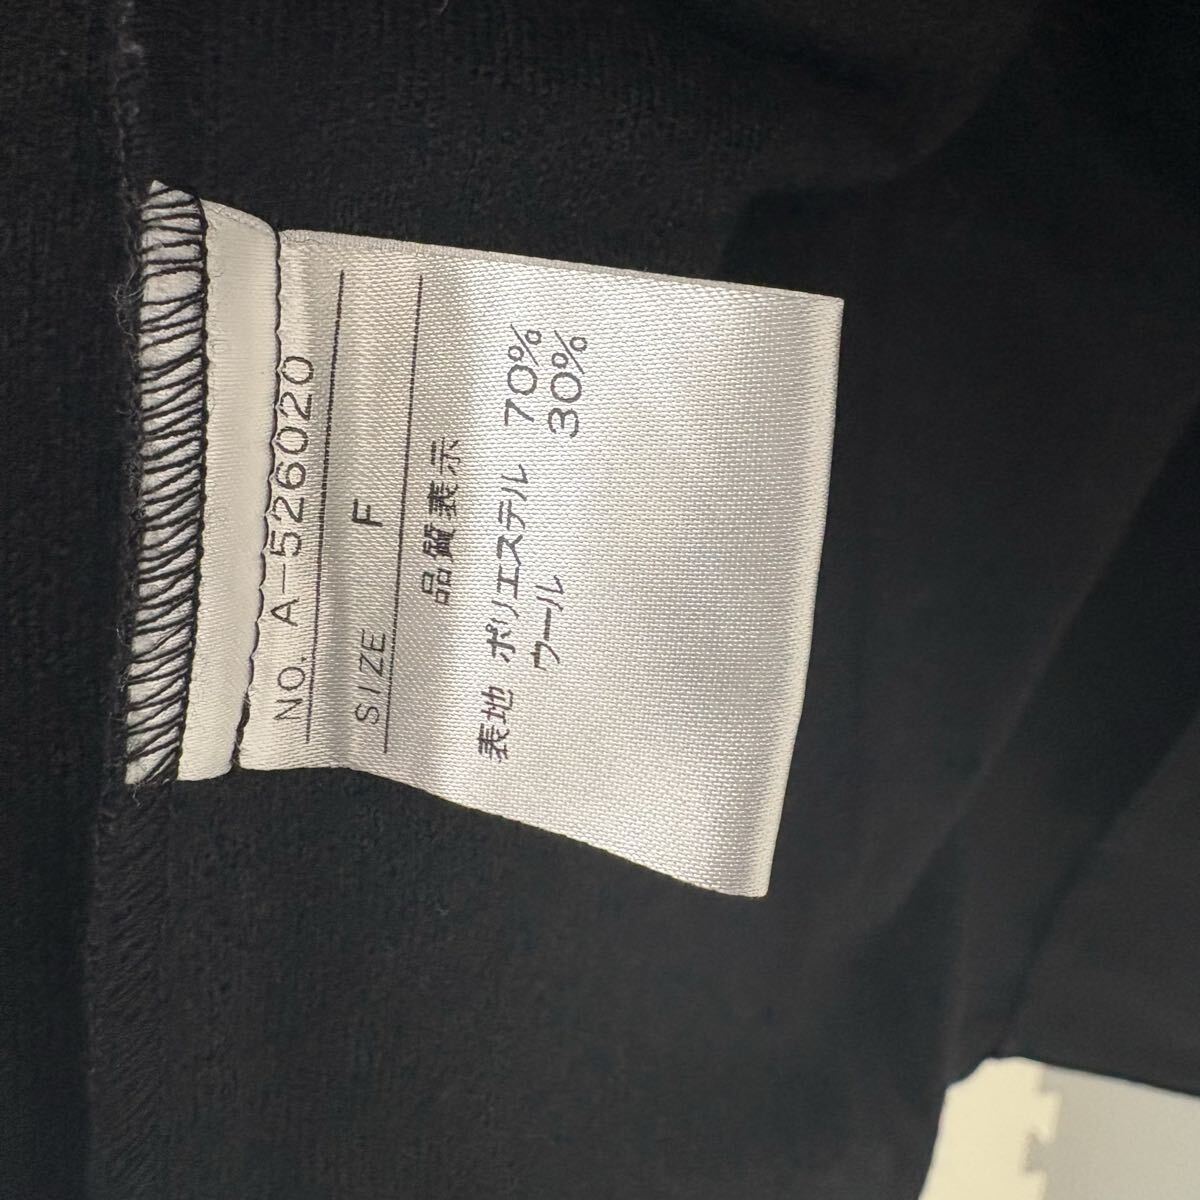 NO. A-526020
SIZE F
品質表示
表地 ポリエステル 70%
ウール 30%